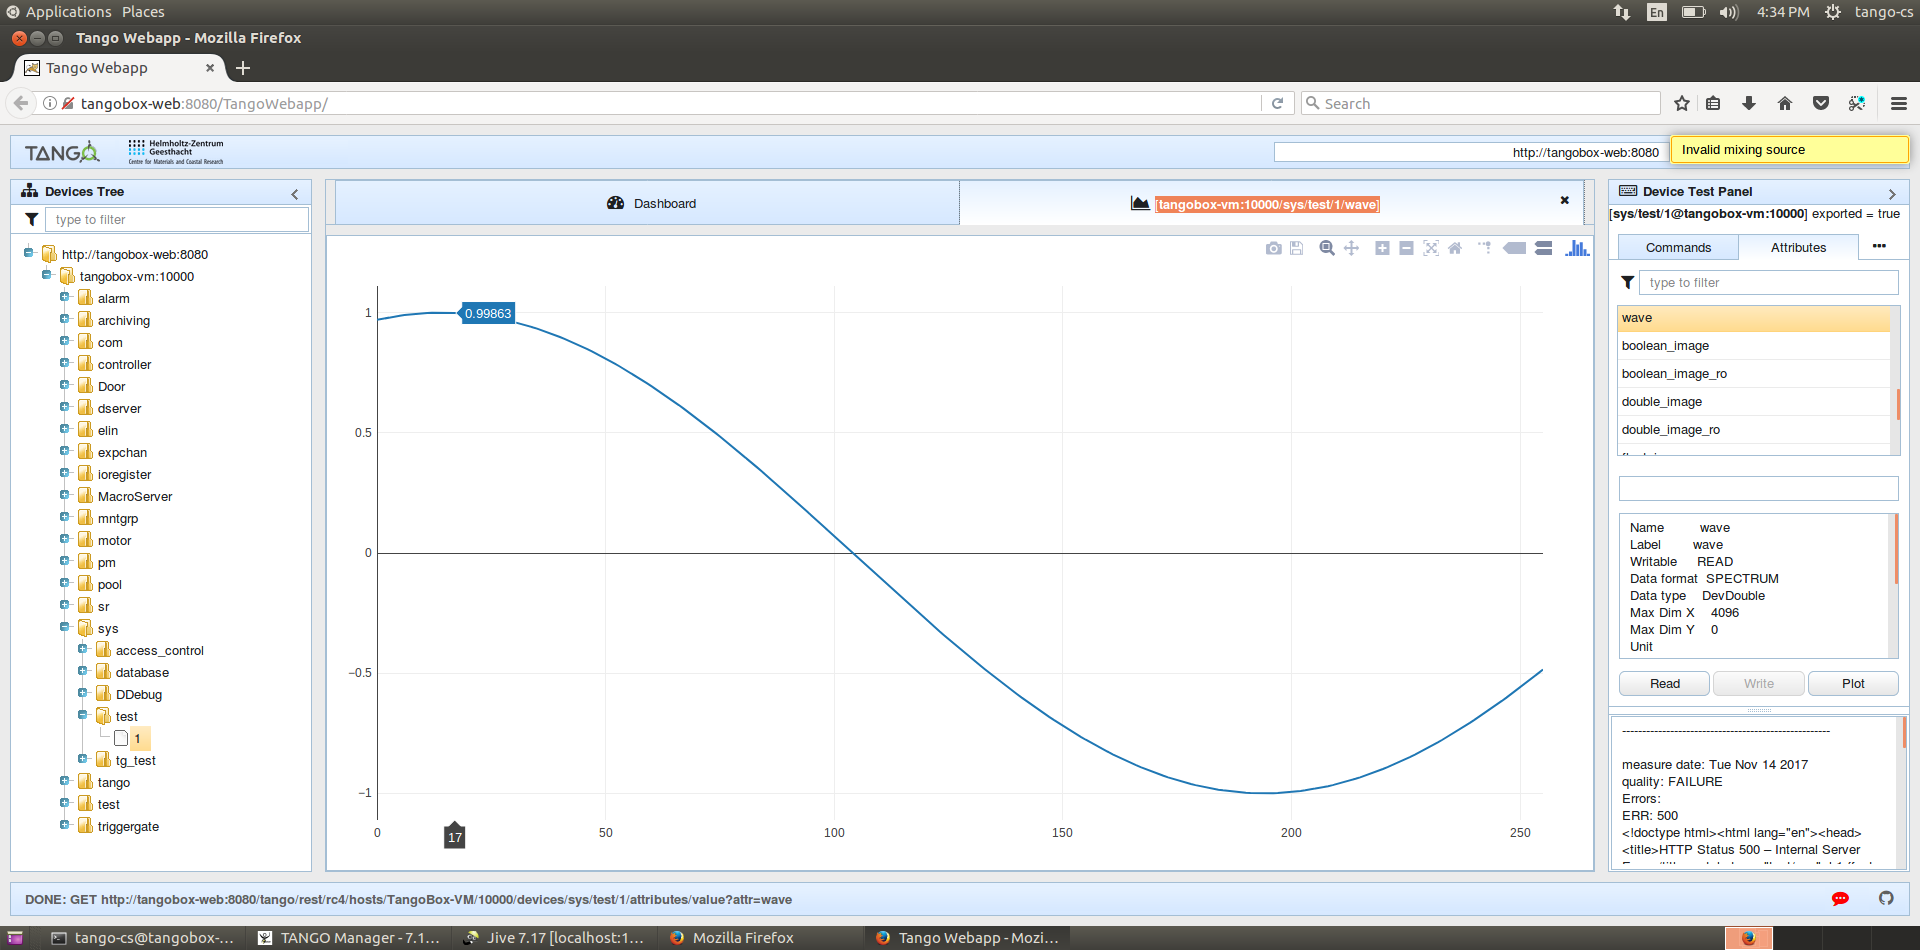 Applications Places
En
4:34 PM
tango-cs
Tango Webapp - Mozilla Firefox
Tango Webapp
tangobox-web:8080/TangoWebapp/
Search
TANGO
Helmholtz-Zentrum
Geesthacht
Centre for Materials and Coastal Research
http://tangobox-web:8080
Invalid mixing source
Devices Tree
type to filter
http://tangobox-web:8080
tangobox-vm:10000
alarm
archiving
com
controller
Door
dserver
elin
expchan
ioregister
MacroServer
mntgrp
motor
pm
pool
sr
sys
access_control
database
DDebug
test
1
tg_test
tango
test
triggergate
Dashboard
[tangobox-vm:10000/sys/test/1/wave]
1
0.5
0
−0.5
−1
0.99863
0
17
50
100
150
200
250
Device Test Panel
[sys/test/1@tangobox-vm:10000] exported = true
Commands
Attributes
type to filter
wave
boolean_image
boolean_image_ro
double_image
double_image_ro
Name wave
Label wave
Writable READ
Data format SPECTRUM
Data type DevDouble
Max Dim X 4096
Max Dim Y 0
Unit
Read
Write
Plot
----------------------------------------------------
measure date: Tue Nov 14 2017
quality: FAILURE
Errors:
ERR: 500
<!doctype html><html lang="en"><head>
<title>HTTP Status 500 – Internal Server
DONE: GET http://tangobox-web:8080/tango/rest/rc4/hosts/TangoBox-VM/10000/devices/sys/test/1/attributes/value?attr=wave
tango-cs@tangobox-...
TANGO Manager - 7.1...
Jive 7.17 [localhost:1...
Mozilla Firefox
Tango Webapp - Mozi...